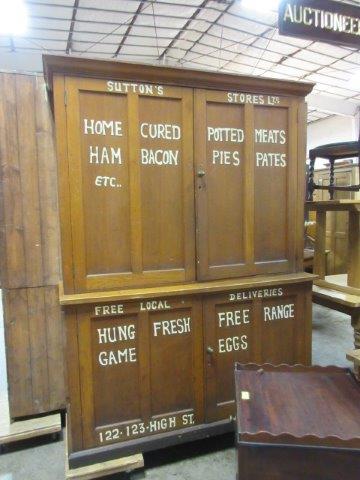 AUCTIONEE
SUTTON'S STORES LTD
HOME CURED
HAM BACON
ETC..
POTTED MEATS
PIES PATES
FREE LOCAL DELIVERIES
HUNG FRESH
GAME
FREE RANGE
EGGS
122-123-HIGH ST.